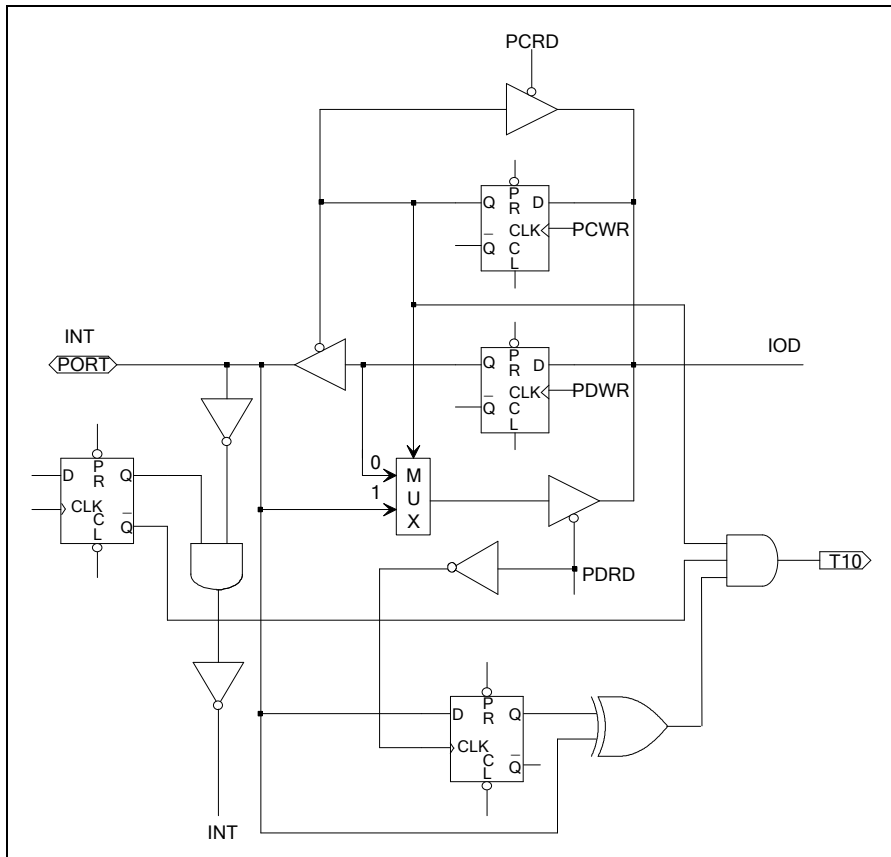 PCRD
Q
P
R
D
Q̅
CLK
C
L
PCWR
INT
PORT
Q
P
R
D
IOD
Q̅
CLK
C
L
PDWR
D
P
R
Q
CLK
C
L
Q̅
0
1
M
U
X
PDRD
T10
D
P
R
Q
CLK
C
L
Q̅
INT